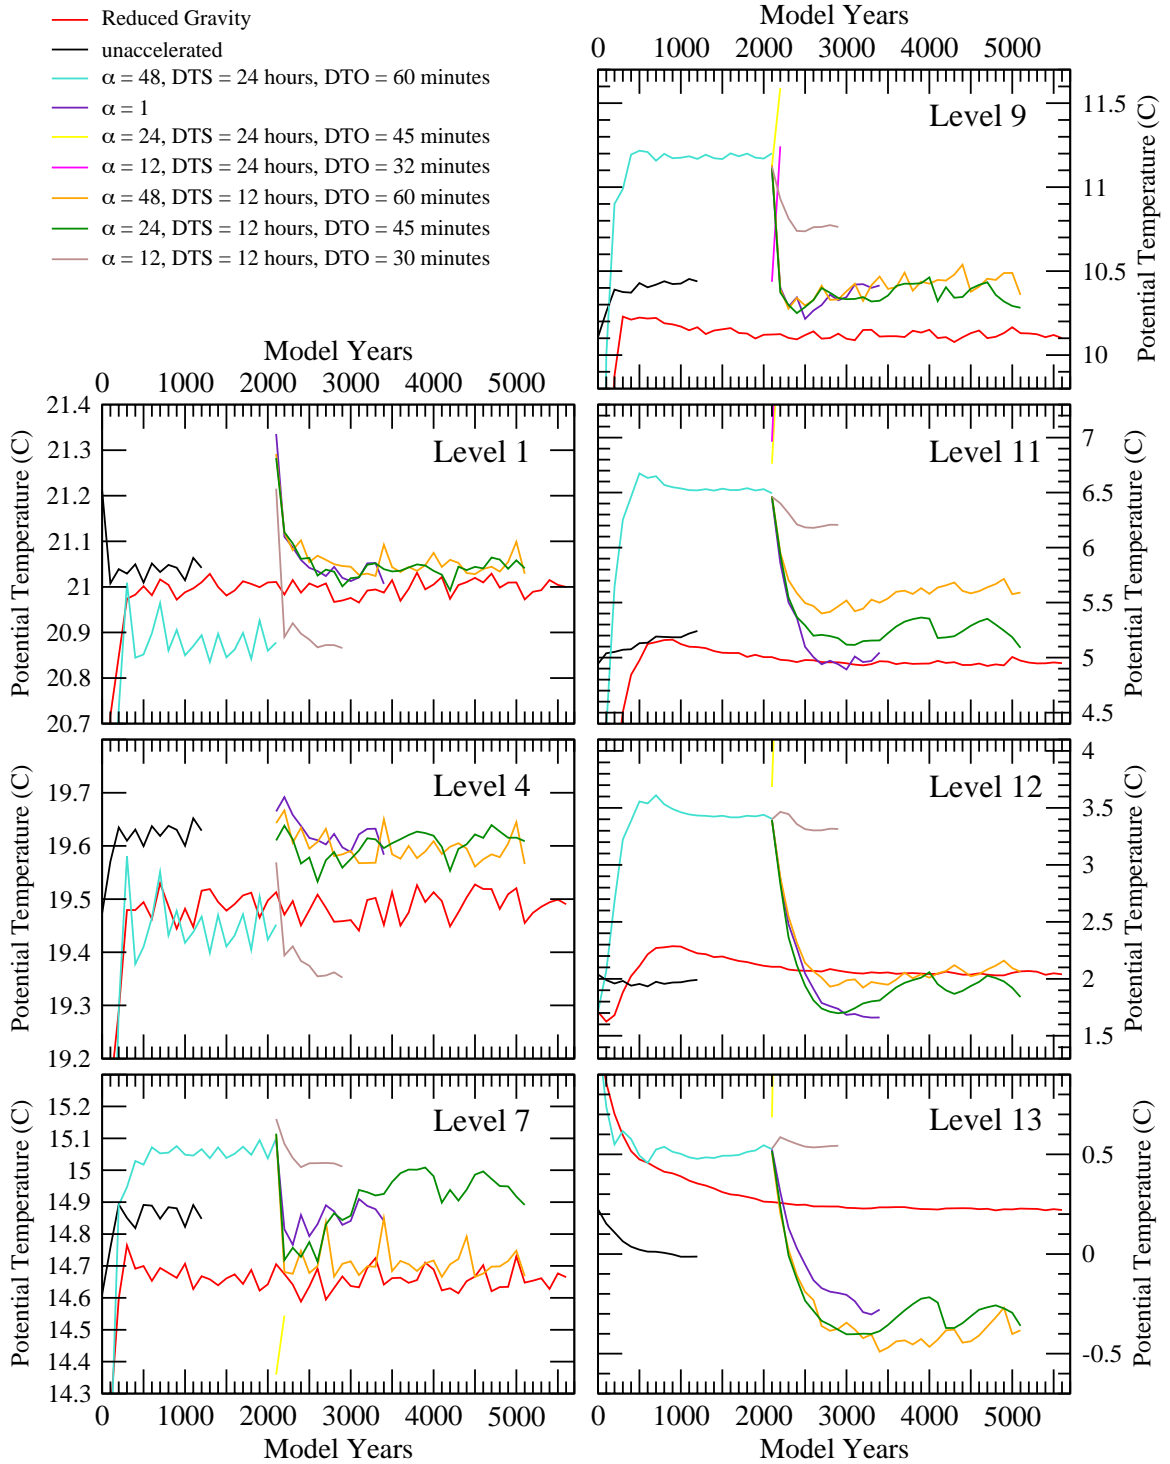 Reduced Gravity
unaccelerated
α = 48, DTS = 24 hours, DTO = 60 minutes
α = 1
α = 24, DTS = 24 hours, DTO = 45 minutes
α = 12, DTS = 24 hours, DTO = 32 minutes
α = 48, DTS = 12 hours, DTO = 60 minutes
α = 24, DTS = 12 hours, DTO = 45 minutes
α = 12, DTS = 12 hours, DTO = 30 minutes
Model Years
0 1000 2000 3000 4000 5000
Level 9
11.5
11
10.5
10
Potential Temperature (C)
Model Years
0 1000 2000 3000 4000 5000
Level 1
21.4
21.3
21.2
21.1
21
20.9
20.8
20.7
Potential Temperature (C)
Level 11
7
6.5
6
5.5
5
4.5
Potential Temperature (C)
Level 4
19.7
19.6
19.5
19.4
19.3
19.2
Potential Temperature (C)
Level 12
4
3.5
3
2.5
2
1.5
Potential Temperature (C)
Level 7
15.2
15.1
15
14.9
14.8
14.7
14.6
14.5
14.4
14.3
Potential Temperature (C)
0 1000 2000 3000 4000 5000
Model Years
Level 13
0.5
0
-0.5
Potential Temperature (C)
0 1000 2000 3000 4000 5000
Model Years